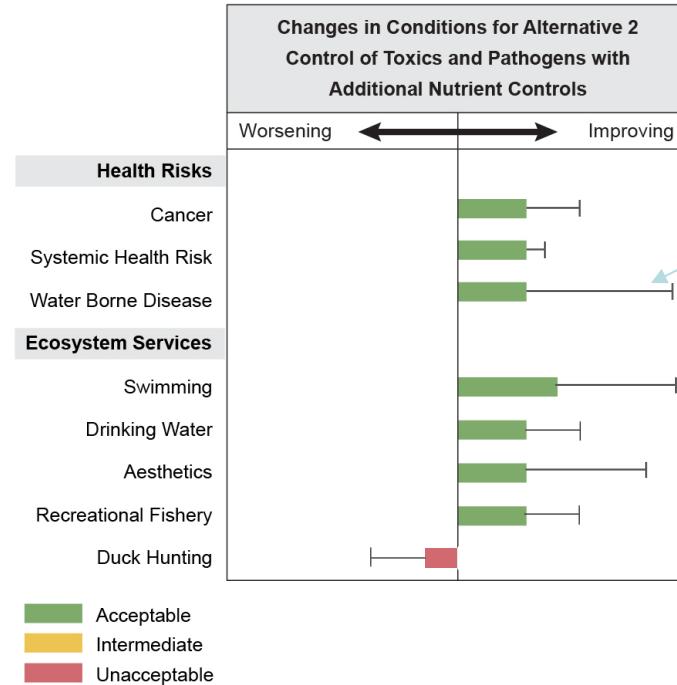 Changes in Conditions for Alternative 2
Control of Toxics and Pathogens with
Additional Nutrient Controls
Worsening Improving
Health Risks
Cancer
Systemic Health Risk
Water Borne Disease
Ecosystem Services
Swimming
Drinking Water
Aesthetics
Recreational Fishery
Duck Hunting
Acceptable
Intermediate
Unacceptable